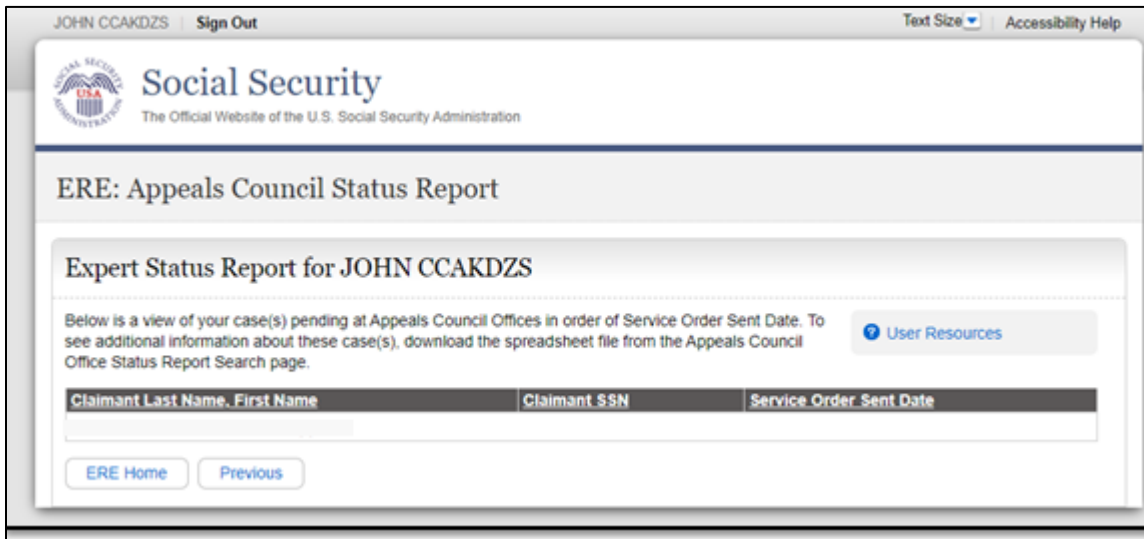 JOHN CCAKDZS Sign Out Text Size Accessibility Help
SOCIAL SECURITY ADMINISTRATION
USA
Social Security
The Official Website of the U.S. Social Security Administration
ERE: Appeals Council Status Report
Expert Status Report for JOHN CCAKDZS
Below is a view of your case(s) pending at Appeals Council Offices in order of Service Order Sent Date. To
see additional information about these case(s), download the spreadsheet file from the Appeals Council
Office Status Report Search page.
? User Resources
Claimant Last Name, First Name Claimant SSN Service Order Sent Date
ERE Home Previous